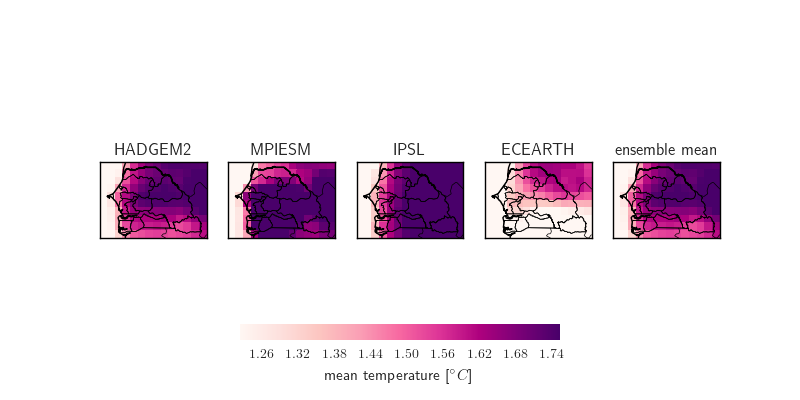 HADGEM2 MPIESM IPSL ECEARTH ensemble mean
1.26 1.32 1.38 1.44 1.50 1.56 1.62 1.68 1.74
mean temperature [°C]